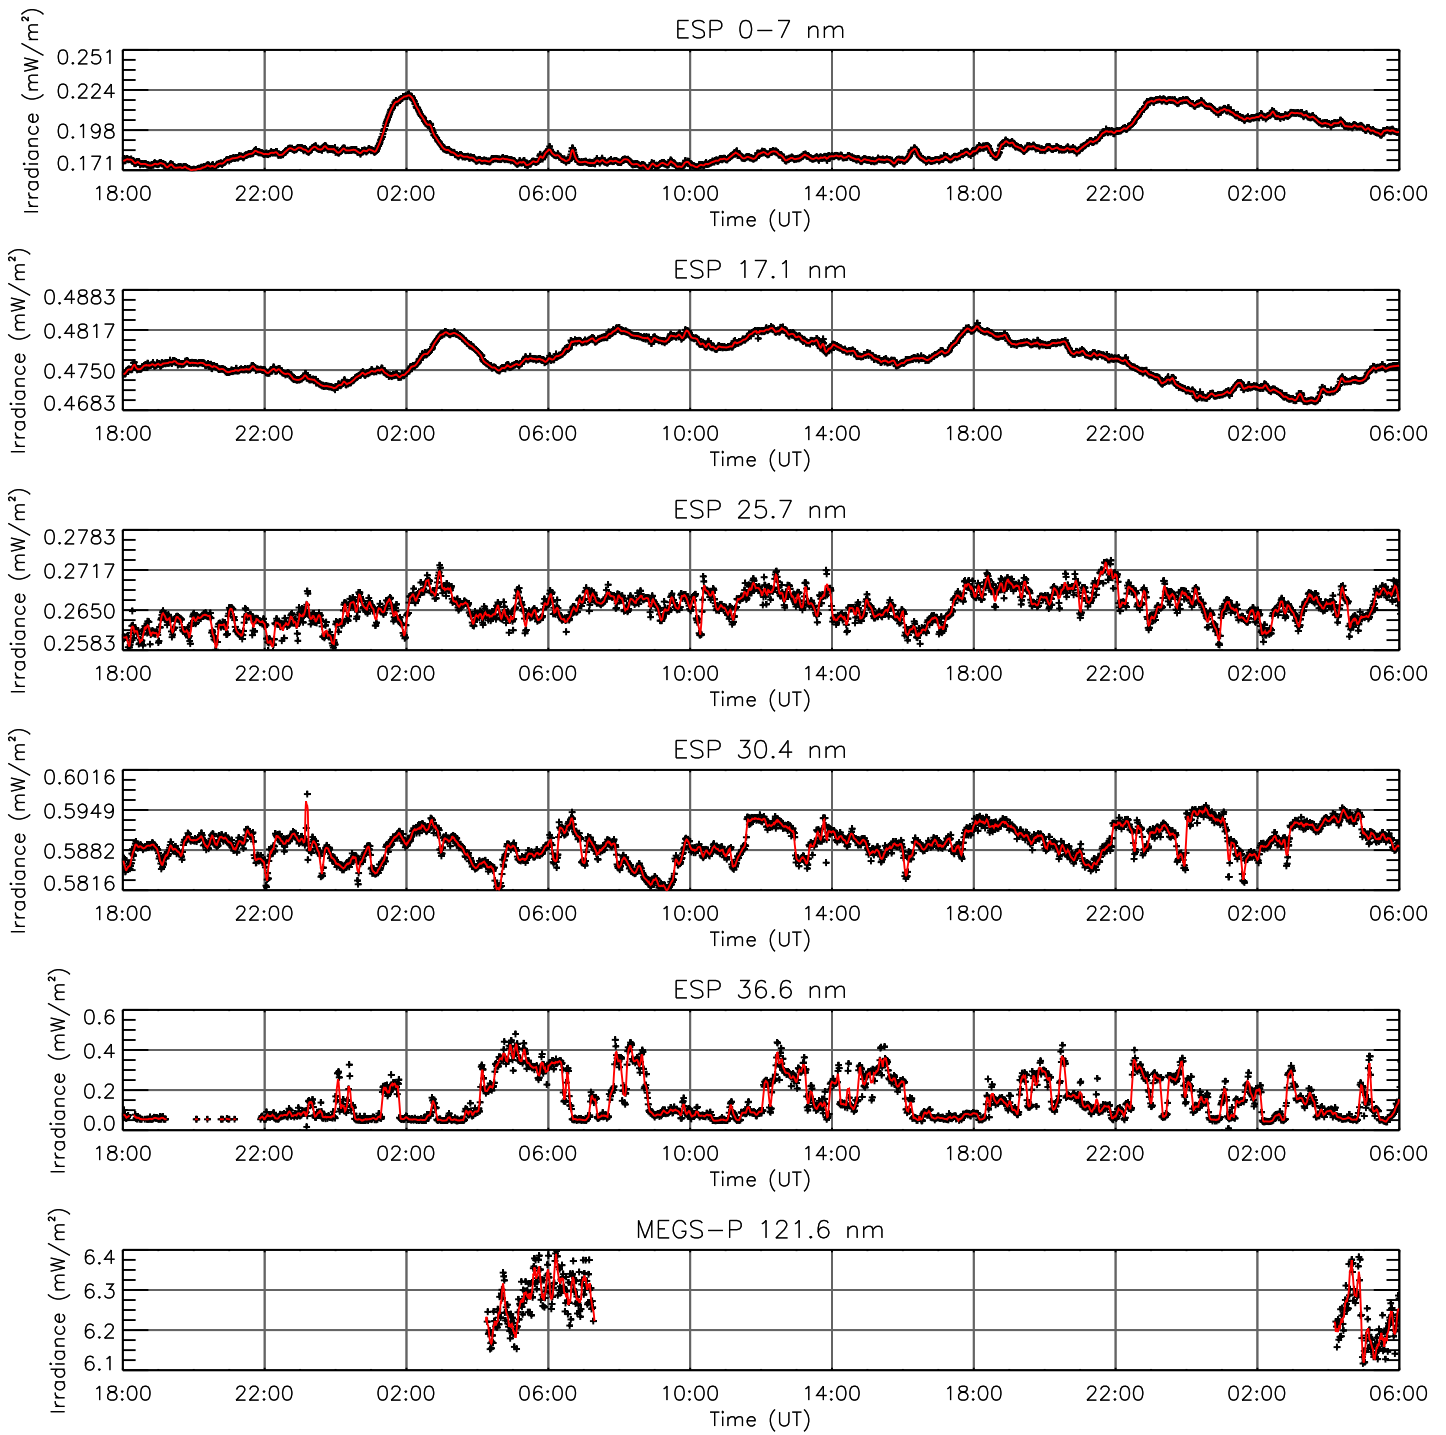 ESP 0-7 nm
Irradiance (mW/m²)
0.251
0.224
0.198
0.171
18:00 22:00 02:00 06:00 10:00 14:00 18:00 22:00 02:00 06:00
Time (UT)
ESP 17.1 nm
Irradiance (mW/m²)
0.4883
0.4817
0.4750
0.4683
18:00 22:00 02:00 06:00 10:00 14:00 18:00 22:00 02:00 06:00
Time (UT)
ESP 25.7 nm
Irradiance (mW/m²)
0.2783
0.2717
0.2650
0.2583
18:00 22:00 02:00 06:00 10:00 14:00 18:00 22:00 02:00 06:00
Time (UT)
ESP 30.4 nm
Irradiance (mW/m²)
0.6016
0.5949
0.5882
0.5816
18:00 22:00 02:00 06:00 10:00 14:00 18:00 22:00 02:00 06:00
Time (UT)
ESP 36.6 nm
Irradiance (mW/m²)
0.6
0.4
0.2
0.0
18:00 22:00 02:00 06:00 10:00 14:00 18:00 22:00 02:00 06:00
Time (UT)
MEGS-P 121.6 nm
Irradiance (mW/m²)
6.4
6.3
6.2
6.1
18:00 22:00 02:00 06:00 10:00 14:00 18:00 22:00 02:00 06:00
Time (UT)